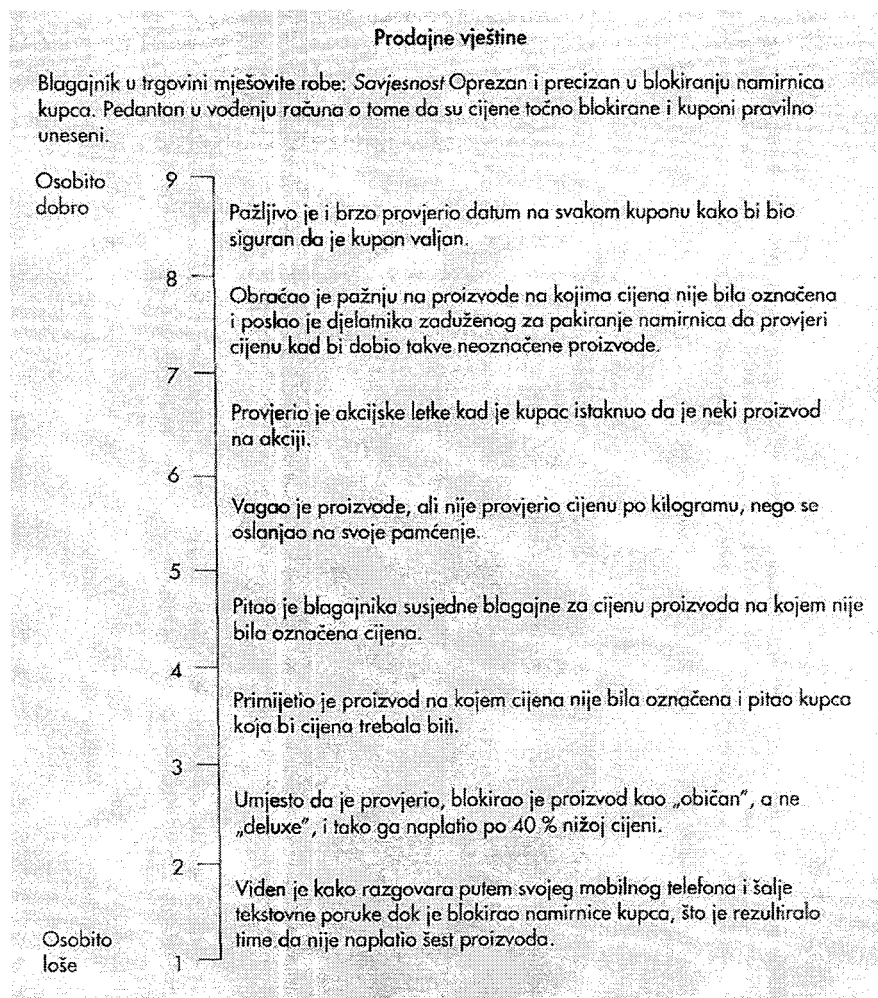 Prodajne vještine
Blagajnik u trgovini mješovite robe: Savjesnost Oprezan i precizan u blokiranju namirnica
kupca. Pedantan u vođenju računa o tome da su cijene točno blokirane i kuponi pravilno
uneseni.
Osobito
dobro
9
Pažljivo je i brzo provjerio datum na svakom kuponu kako bi bio
siguran da je kupon valjan.
8
Obraćao je pažnju na proizvode na kojima cijena nije bila označena
i poslao je djelatnika zaduženog za pakiranje namirnica da provjeri
cijenu kad bi dobio takve neoznačene proizvode.
7
Provjerio je akcijske letke kad je kupac istaknuo da je neki proizvod
na akciji.
6
Vagao je proizvode, ali nije provjerio cijenu po kilogramu, nego se
oslanjao na svoje pamćenje.
5
Pitao je blagajnika susjedne blagajne za cijenu proizvoda na kojem nije
bila označena cijena.
4
Primijetio je proizvod na kojem cijena nije bila označena i pitao kupca
koja bi cijena trebala biti.
3
Umjesto da je provjerio, blokirao je proizvod kao „običan”, a ne
„deluxe”, i tako ga naplatio po 40 % nižoj cijeni.
2
Viđen je kako razgovara putem svojeg mobilnog telefona i šalje
tekstovne poruke dok je blokirao namirnice kupca, što je rezultiralo
time da nije naplatio šest proizvoda.
Osobito
loše
1